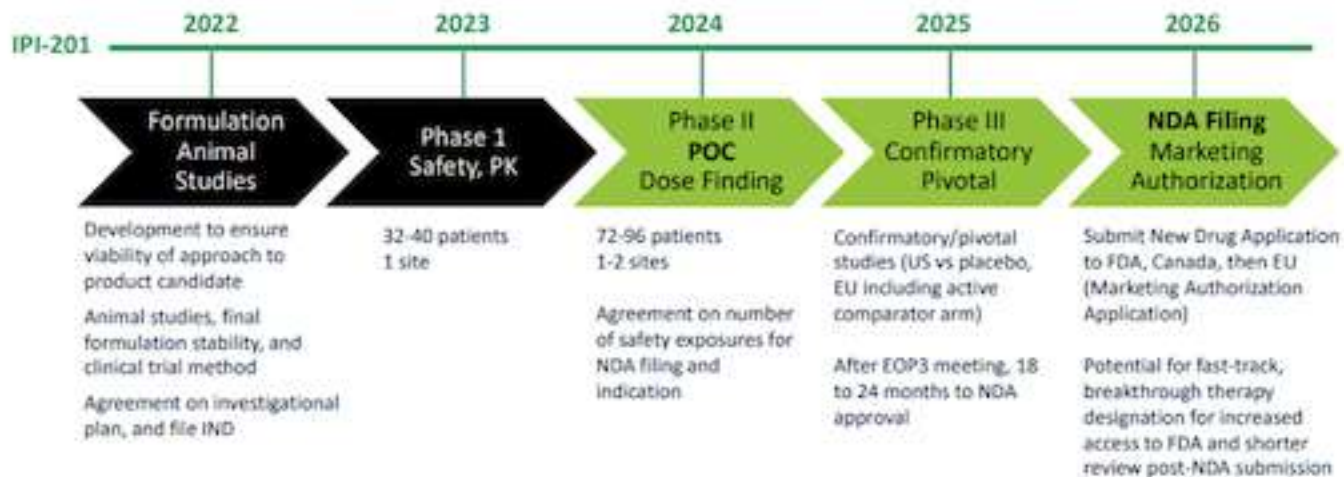 2022 2023 2024 2025 2026
IPI-201
Formulation
Animal
Studies
Phase 1
Safety, PK
Phase II
POC
Dose Finding
Phase III
Confirmatory
Pivotal
NDA Filing
Marketing
Authorization
Development to ensure
viability of approach to
product candidate
Animal studies, final
formulation stability, and
clinical trial method
Agreement on investigational
plan, and file IND
32-40 patients
1 site
72-96 patients
1-2 sites
Agreement on number
of safety exposures for
NDA filing and
indication
Confirmatory/pivotal
studies (US vs placebo,
EU including active
comparator arm)
After EOP3 meeting, 18
to 24 months to NDA
approval
Submit New Drug Application
to FDA, Canada, then EU
(Marketing Authorization
Application)
Potential for fast-track,
breakthrough therapy
designation for increased
access to FDA and shorter
review post-NDA submission